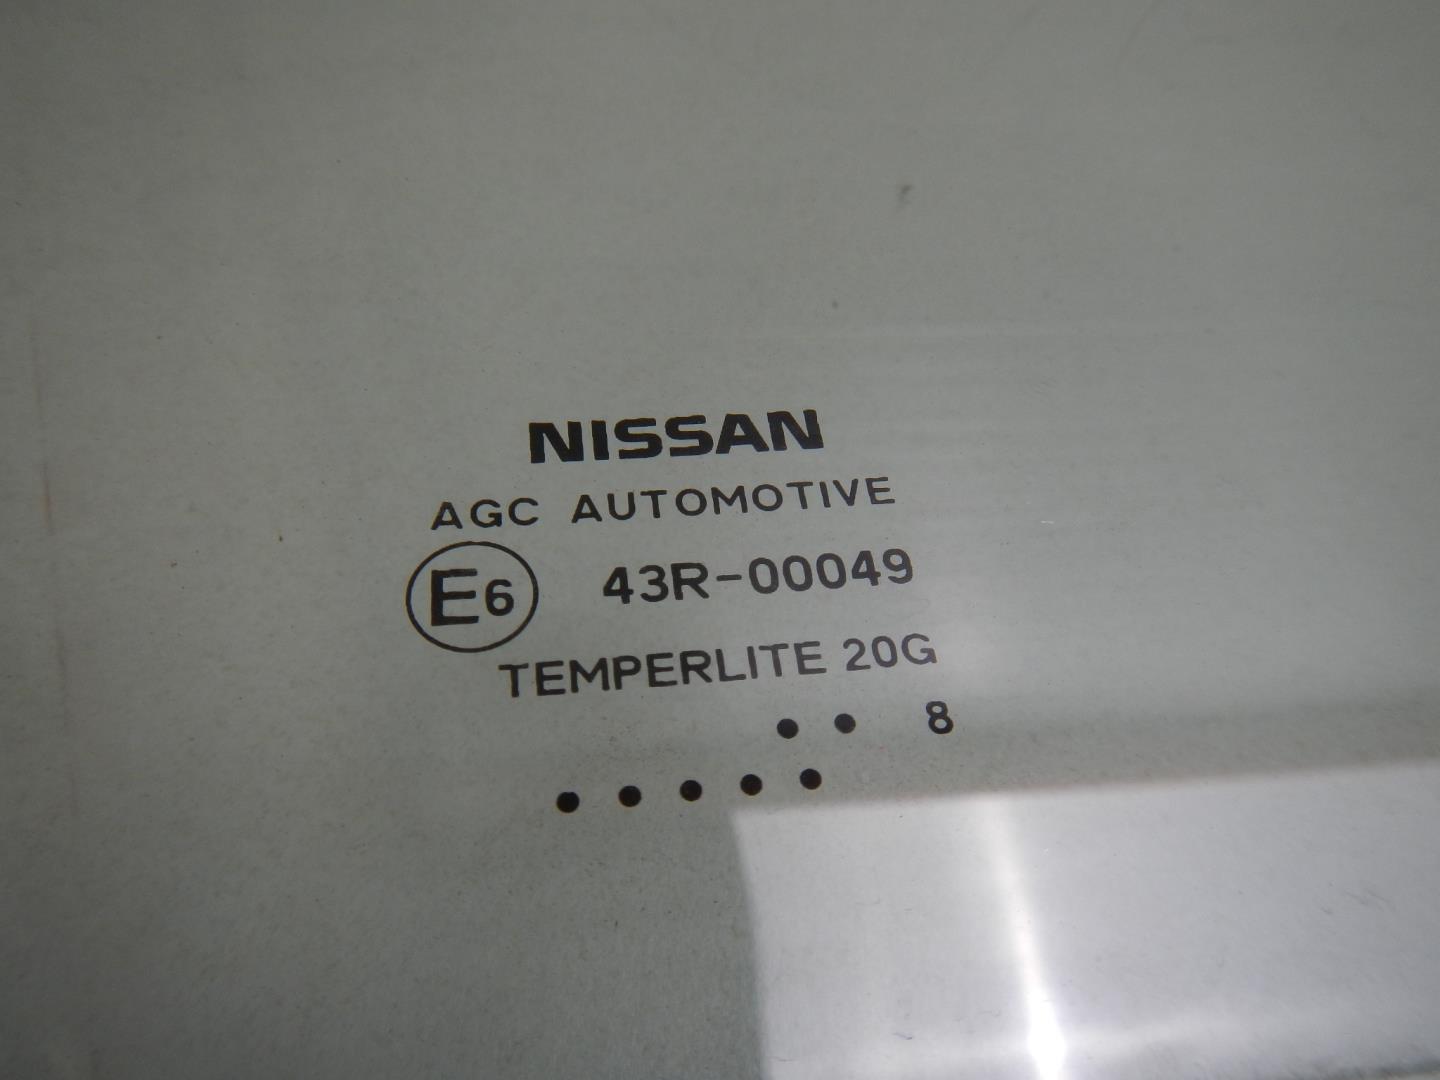 NISSAN
AGC AUTOMOTIVE
E6 43R-00049
TEMPERLITE 20G
•• 8
•••••